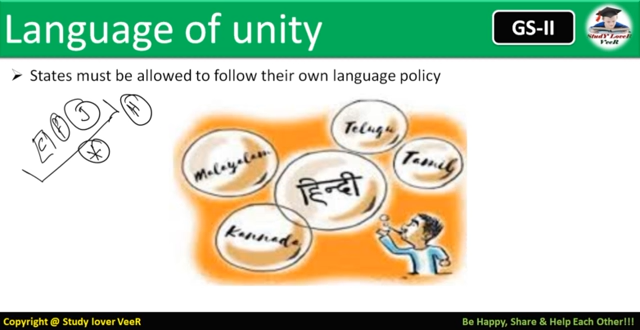 Language of unity
GS-II
StudY LoveR
VeeR
➤ States must be allowed to follow their own language policy
Telugu
Malayalam
Tamil
हिन्दी
Kannada
Copyright @ Study lover VeeR
Be Happy, Share & Help Each Other!!!